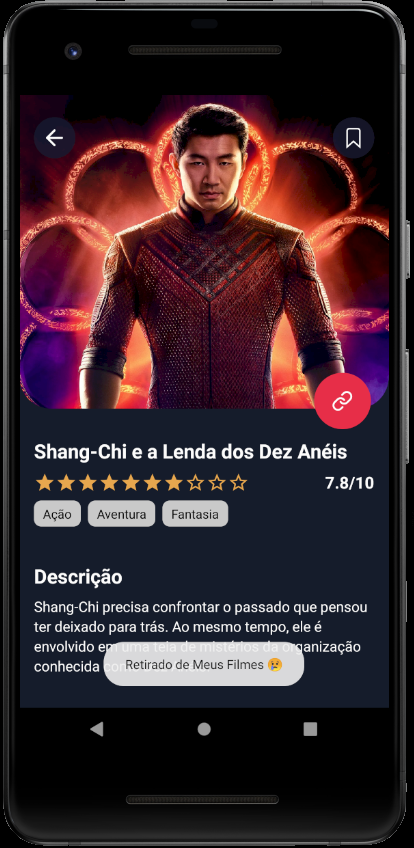 Shang-Chi e a Lenda dos Dez Anéis
7.8/10
Ação Aventura Fantasia
Descrição
Shang-Chi precisa confrontar o passado que pensou
ter deixado para trás. Ao mesmo tempo, ele é
envolvido em uma teia de mistérios da organização
conhecida
Retirado de Meus Filmes 😢